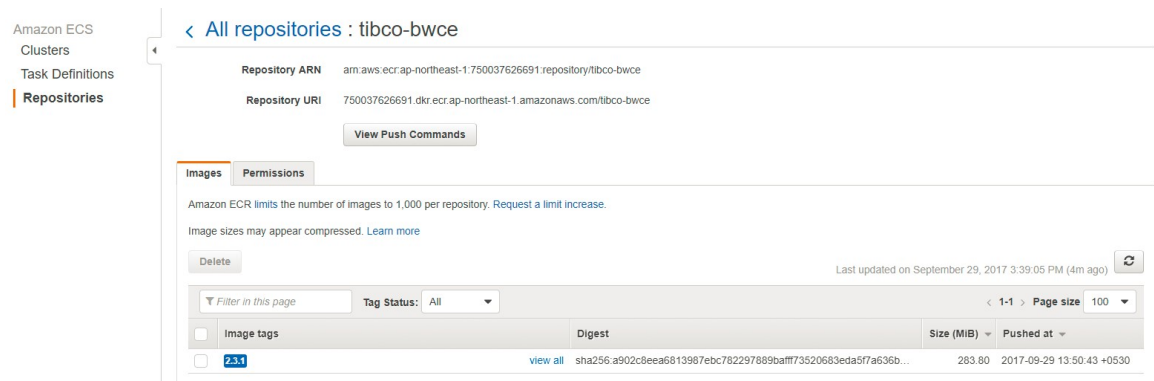 Amazon ECS
Clusters
Task Definitions
Repositories
All repositories : tibco-bwce
Repository ARN arn:aws:ecr:ap-northeast-1:750037626691:repository/tibco-bwce
Repository URI 750037626691.dkr.ecr.ap-northeast-1.amazonaws.com/tibco-bwce
View Push Commands
Images Permissions
Amazon ECR limits the number of images to 1,000 per repository. Request a limit increase.
Image sizes may appear compressed. Learn more
Delete
Last updated on September 29, 2017 3:39:05 PM (4m ago)
Filter in this page Tag Status: All 1-1 Page size 100
Image tags Digest Size (MiB) Pushed at
2.3.1 view all sha256:a902c8eea6813987ebc782297889bafff73520683eda5f7a636b... 283.80 2017-09-29 13:50:43 +0530